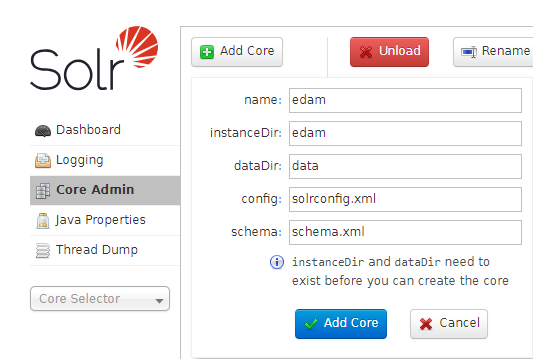 Solr
Dashboard
Logging
Core Admin
Java Properties
Thread Dump
Core Selector
Add Core
Unload
Rename
name: edam
instanceDir: edam
dataDir: data
config: solrconfig.xml
schema: schema.xml
instanceDir and dataDir need to
exist before you can create the core
Add Core
Cancel